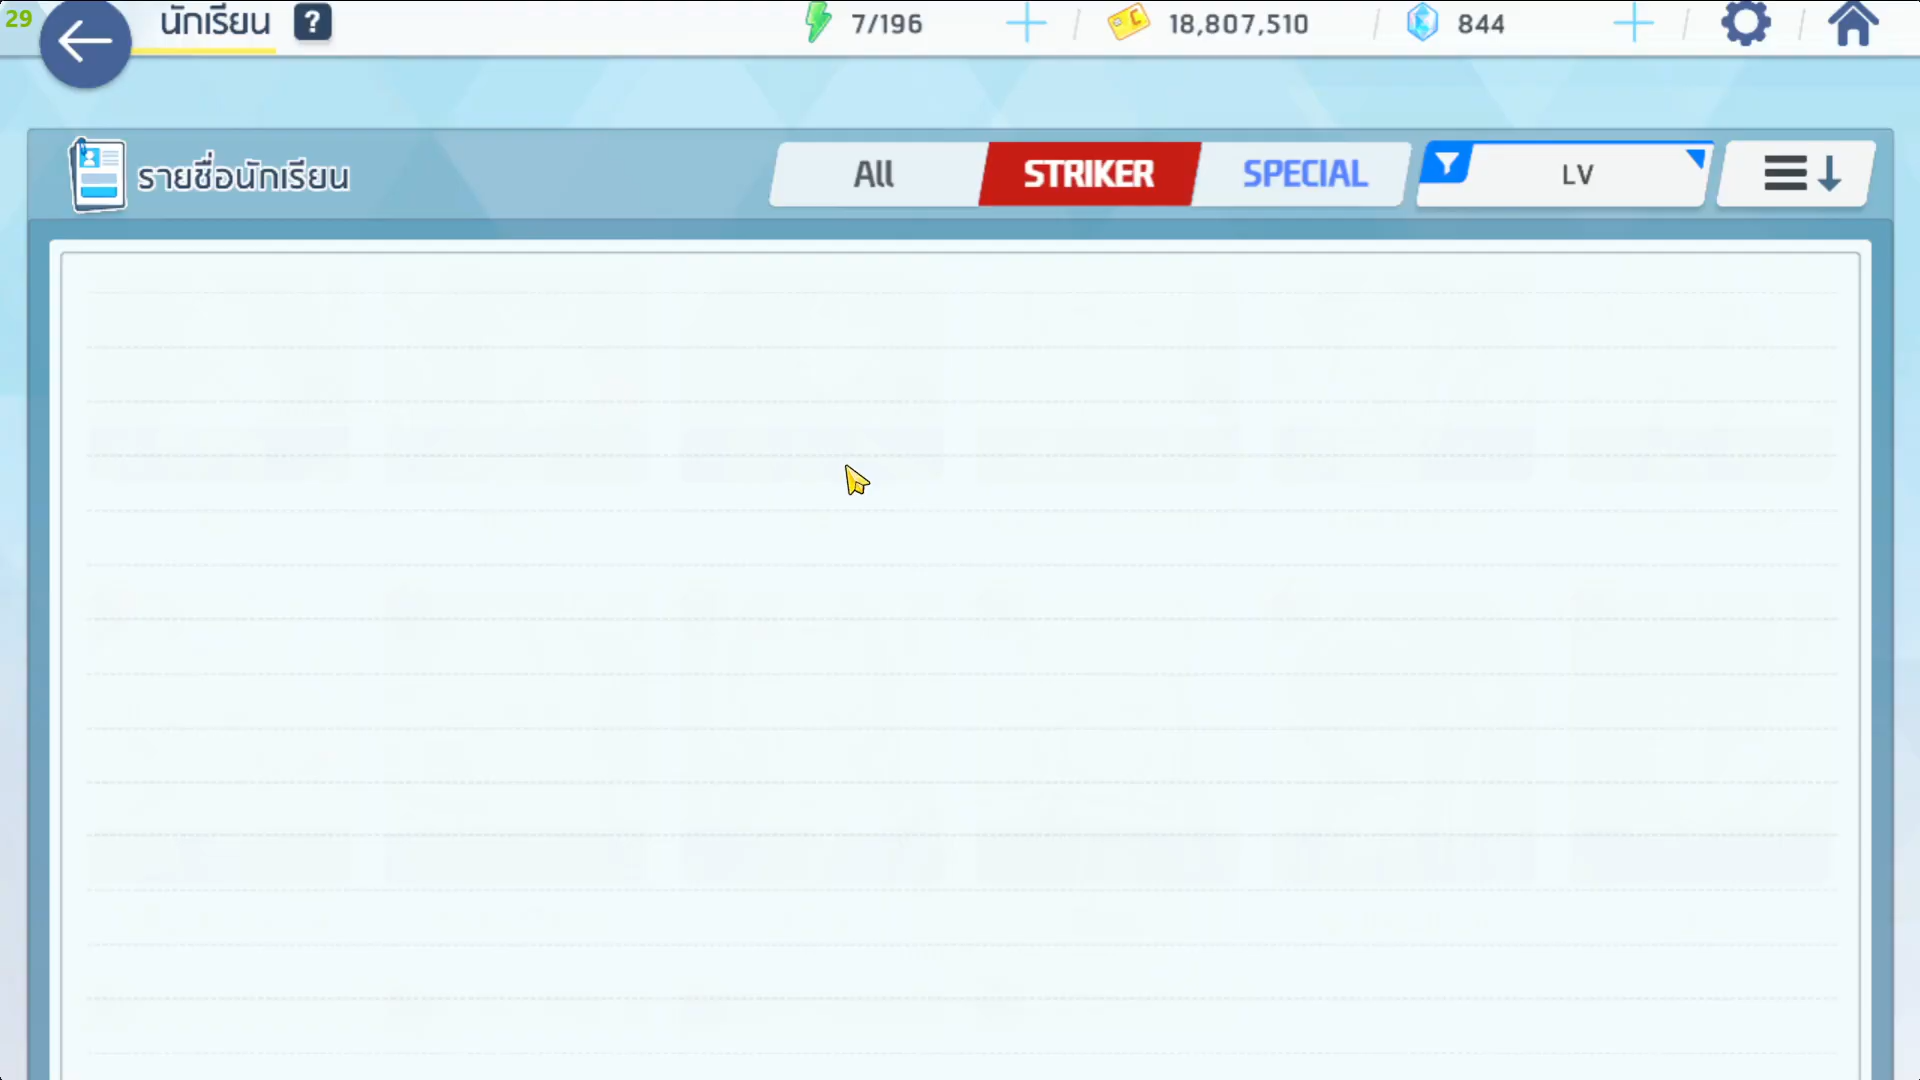 29
นักเรียน ? 7/196 18,807,510 844
รายชื่อนักเรียน All STRIKER SPECIAL LV